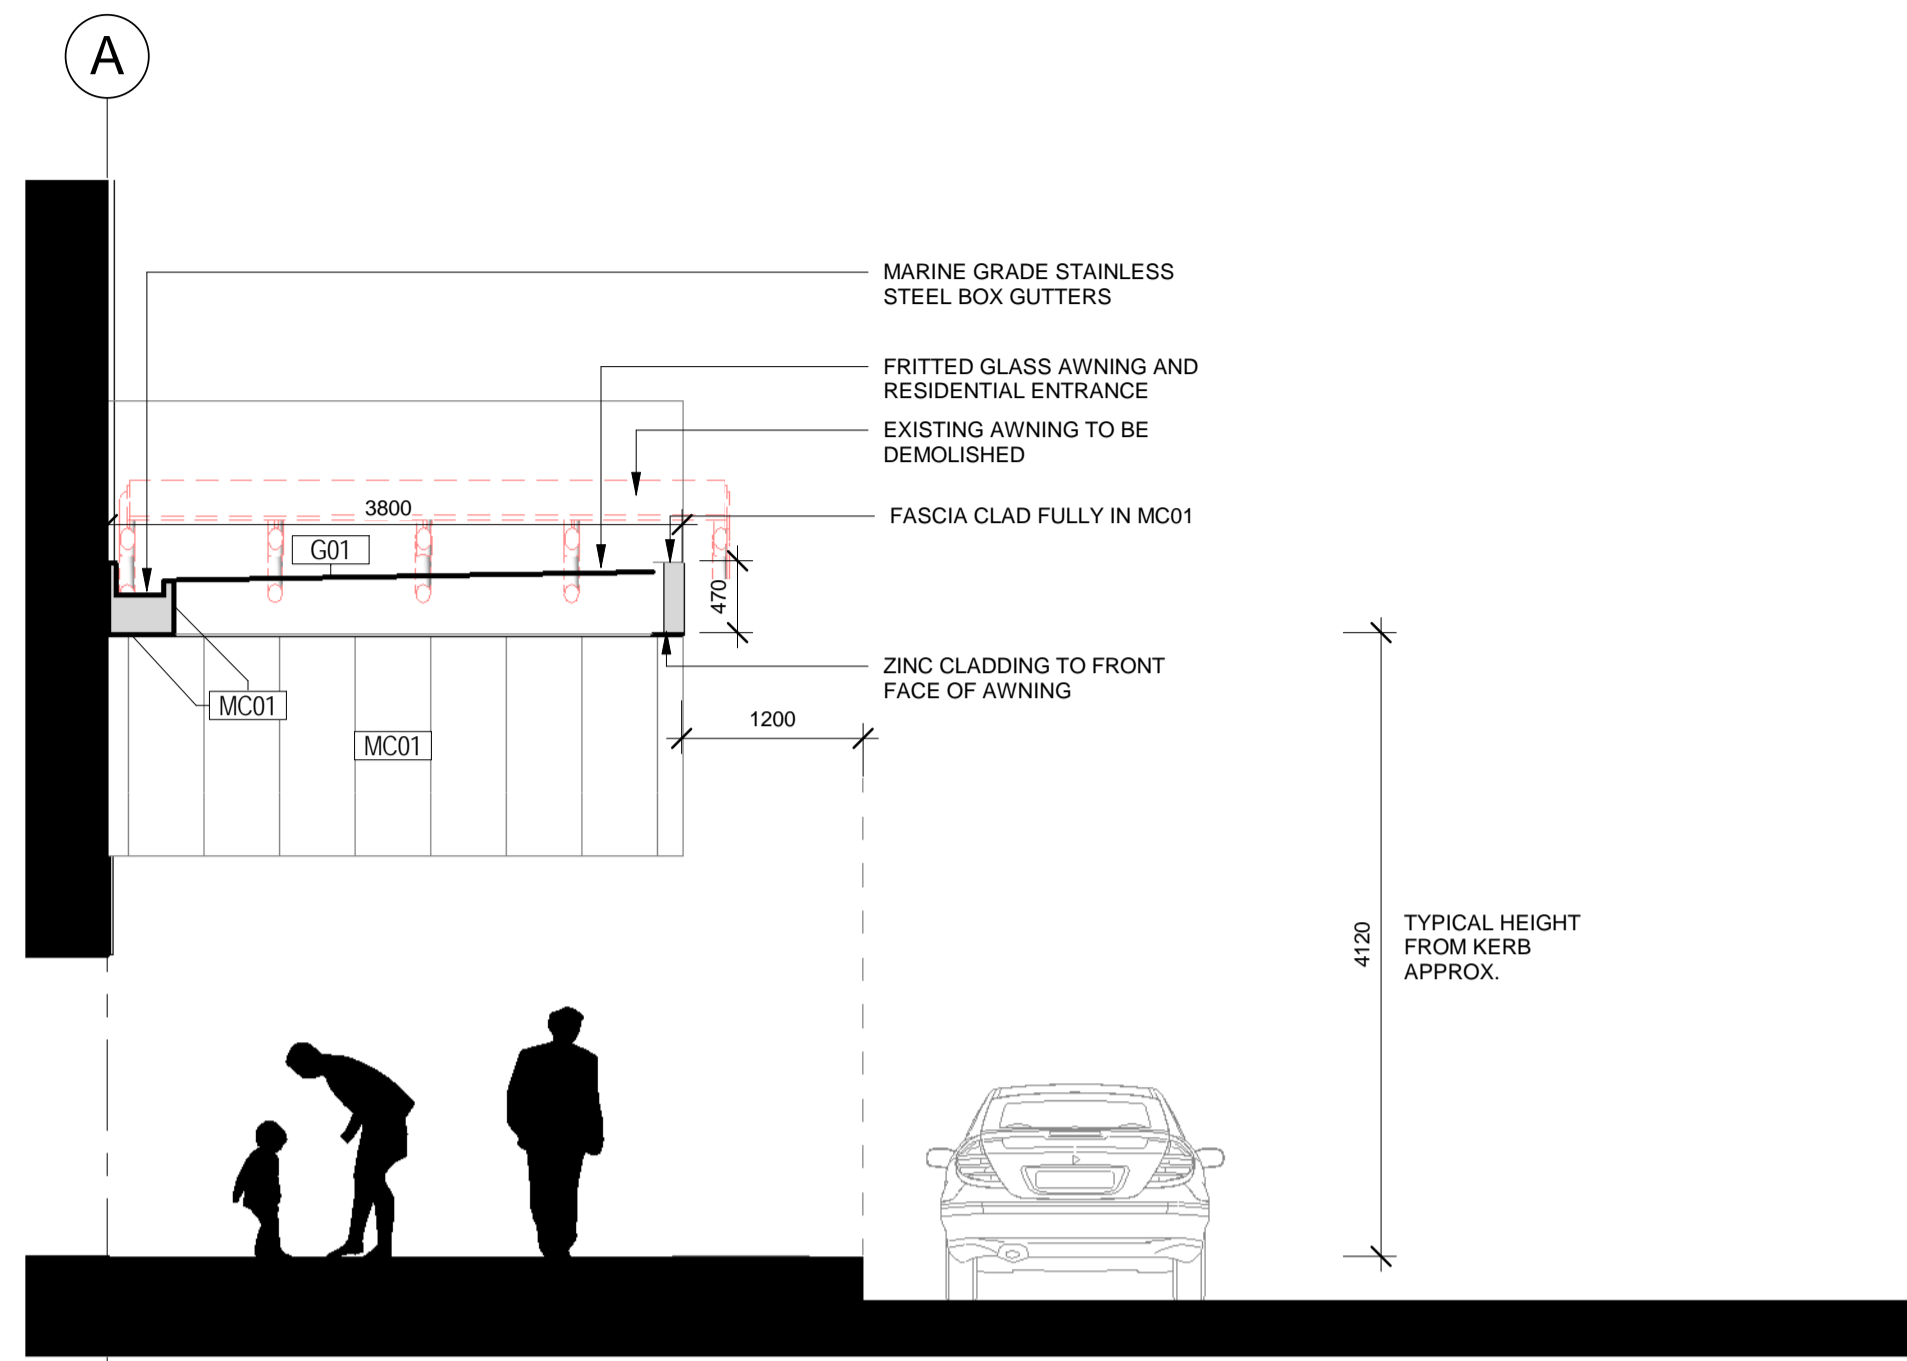 A
MARINE GRADE STAINLESS
STEEL BOX GUTTERS
FRITTED GLASS AWNING AND
RESIDENTIAL ENTRANCE
EXISTING AWNING TO BE
DEMOLISHED
3800
FASCIA CLAD FULLY IN MC01
G01
470
ZINC CLADDING TO FRONT
FACE OF AWNING
MC01
1200
MC01
4120
TYPICAL HEIGHT
FROM KERB
APPROX.